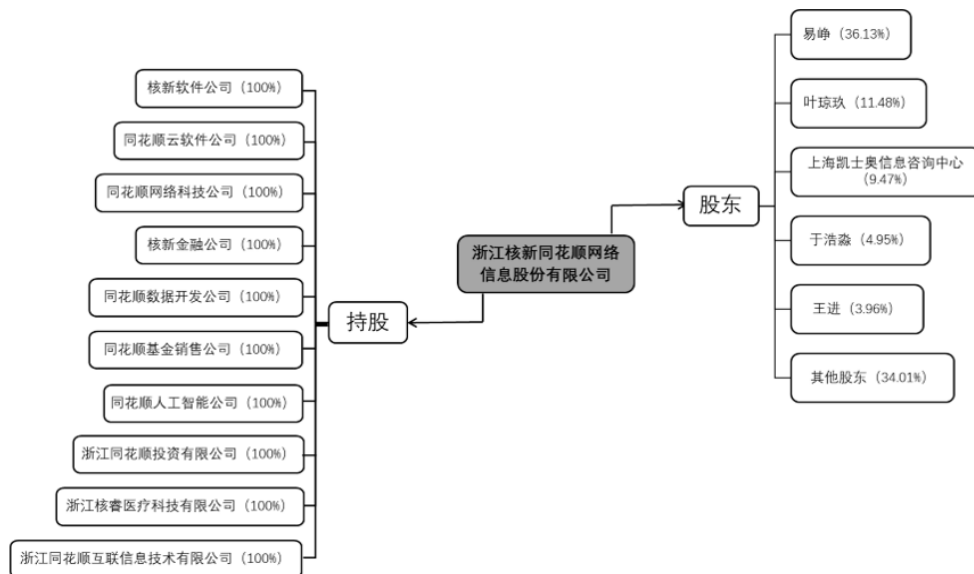 核新软件公司（100%）
同花顺云软件公司（100%）
同花顺网络科技公司（100%）
核新金融公司（100%）
同花顺数据开发公司（100%）
同花顺基金销售公司（100%）
同花顺人工智能公司（100%）
浙江同花顺投资有限公司（100%）
浙江核睿医疗科技有限公司（100%）
浙江同花顺互联信息技术有限公司（100%）
持股
浙江核新同花顺网络
信息股份有限公司
股东
易峥（36.13%）
叶琼玖（11.48%）
上海凯士奥信息咨询中心
（9.47%）
于浩淼（4.95%）
王进（3.96%）
其他股东（34.01%）